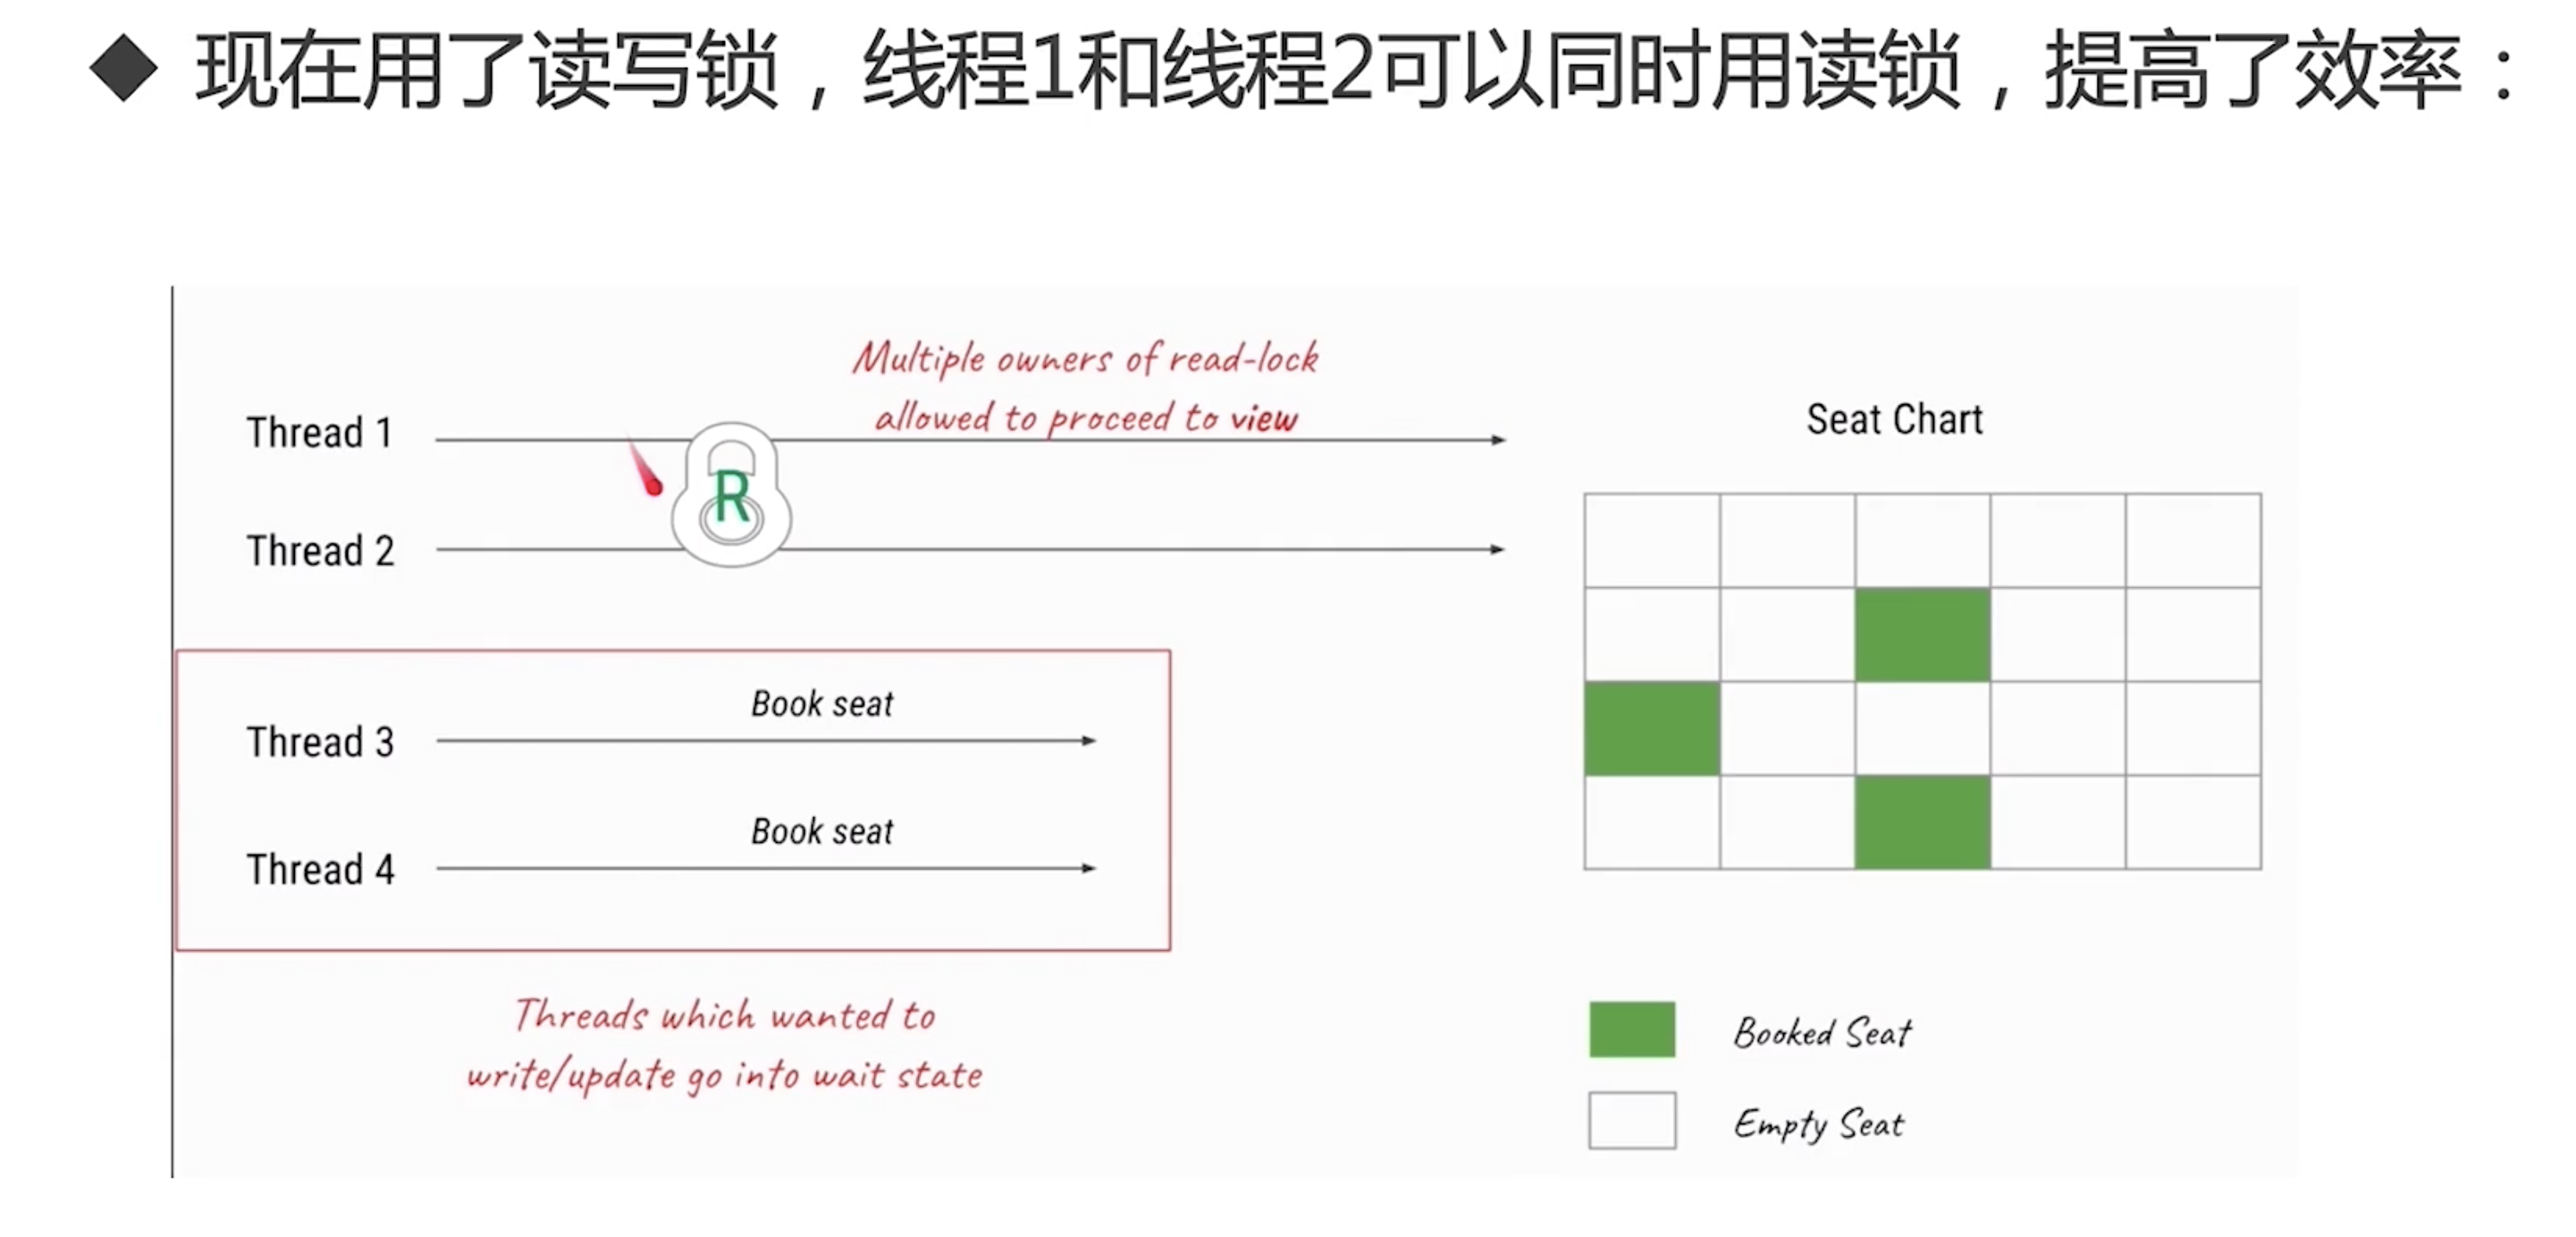 现在用了读写锁，线程1和线程2可以同时用读锁，提高了效率：
Multiple owners of read-lock
allowed to proceed to view
Thread 1
R
Thread 2
Seat Chart
Book seat
Thread 3
Book seat
Thread 4
Threads which wanted to
write/update go into wait state
Booked Seat
Empty Seat